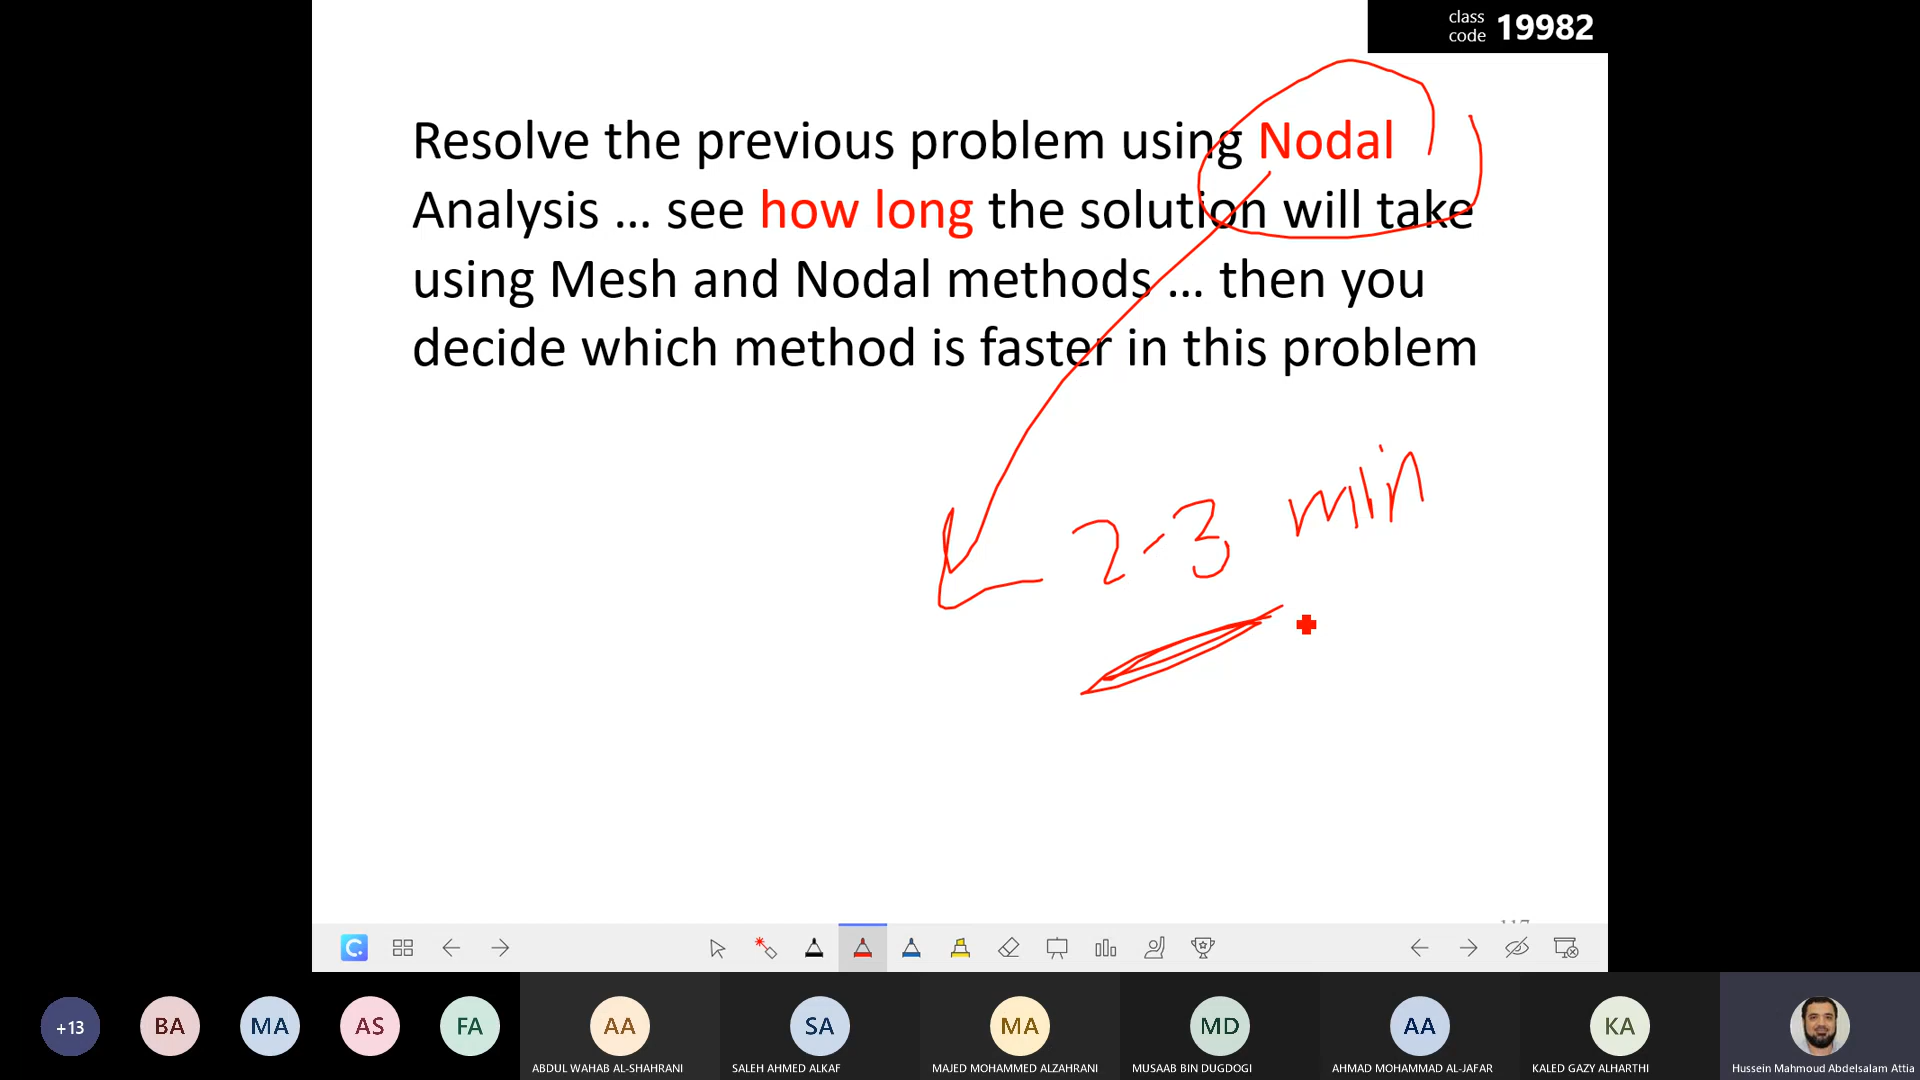 class
code 19982
Resolve the previous problem using Nodal
Analysis ... see how long the solution will take
using Mesh and Nodal methods ... then you
decide which method is faster in this problem
2-3 min
+13
BA
MA
AS
FA
AA
SA
MA
MD
AA
KA
ABDUL WAHAB AL-SHAHRANI
SALEH AHMED ALKAF
MAJED MOHAMMED ALZAHRANI
MUSAAB BIN DUGDOGI
AHMAD MOHAMMAD AL-JAFAR
KALED GAZY ALHARTHI
Hussein Mahmoud Abdelsalam Attia